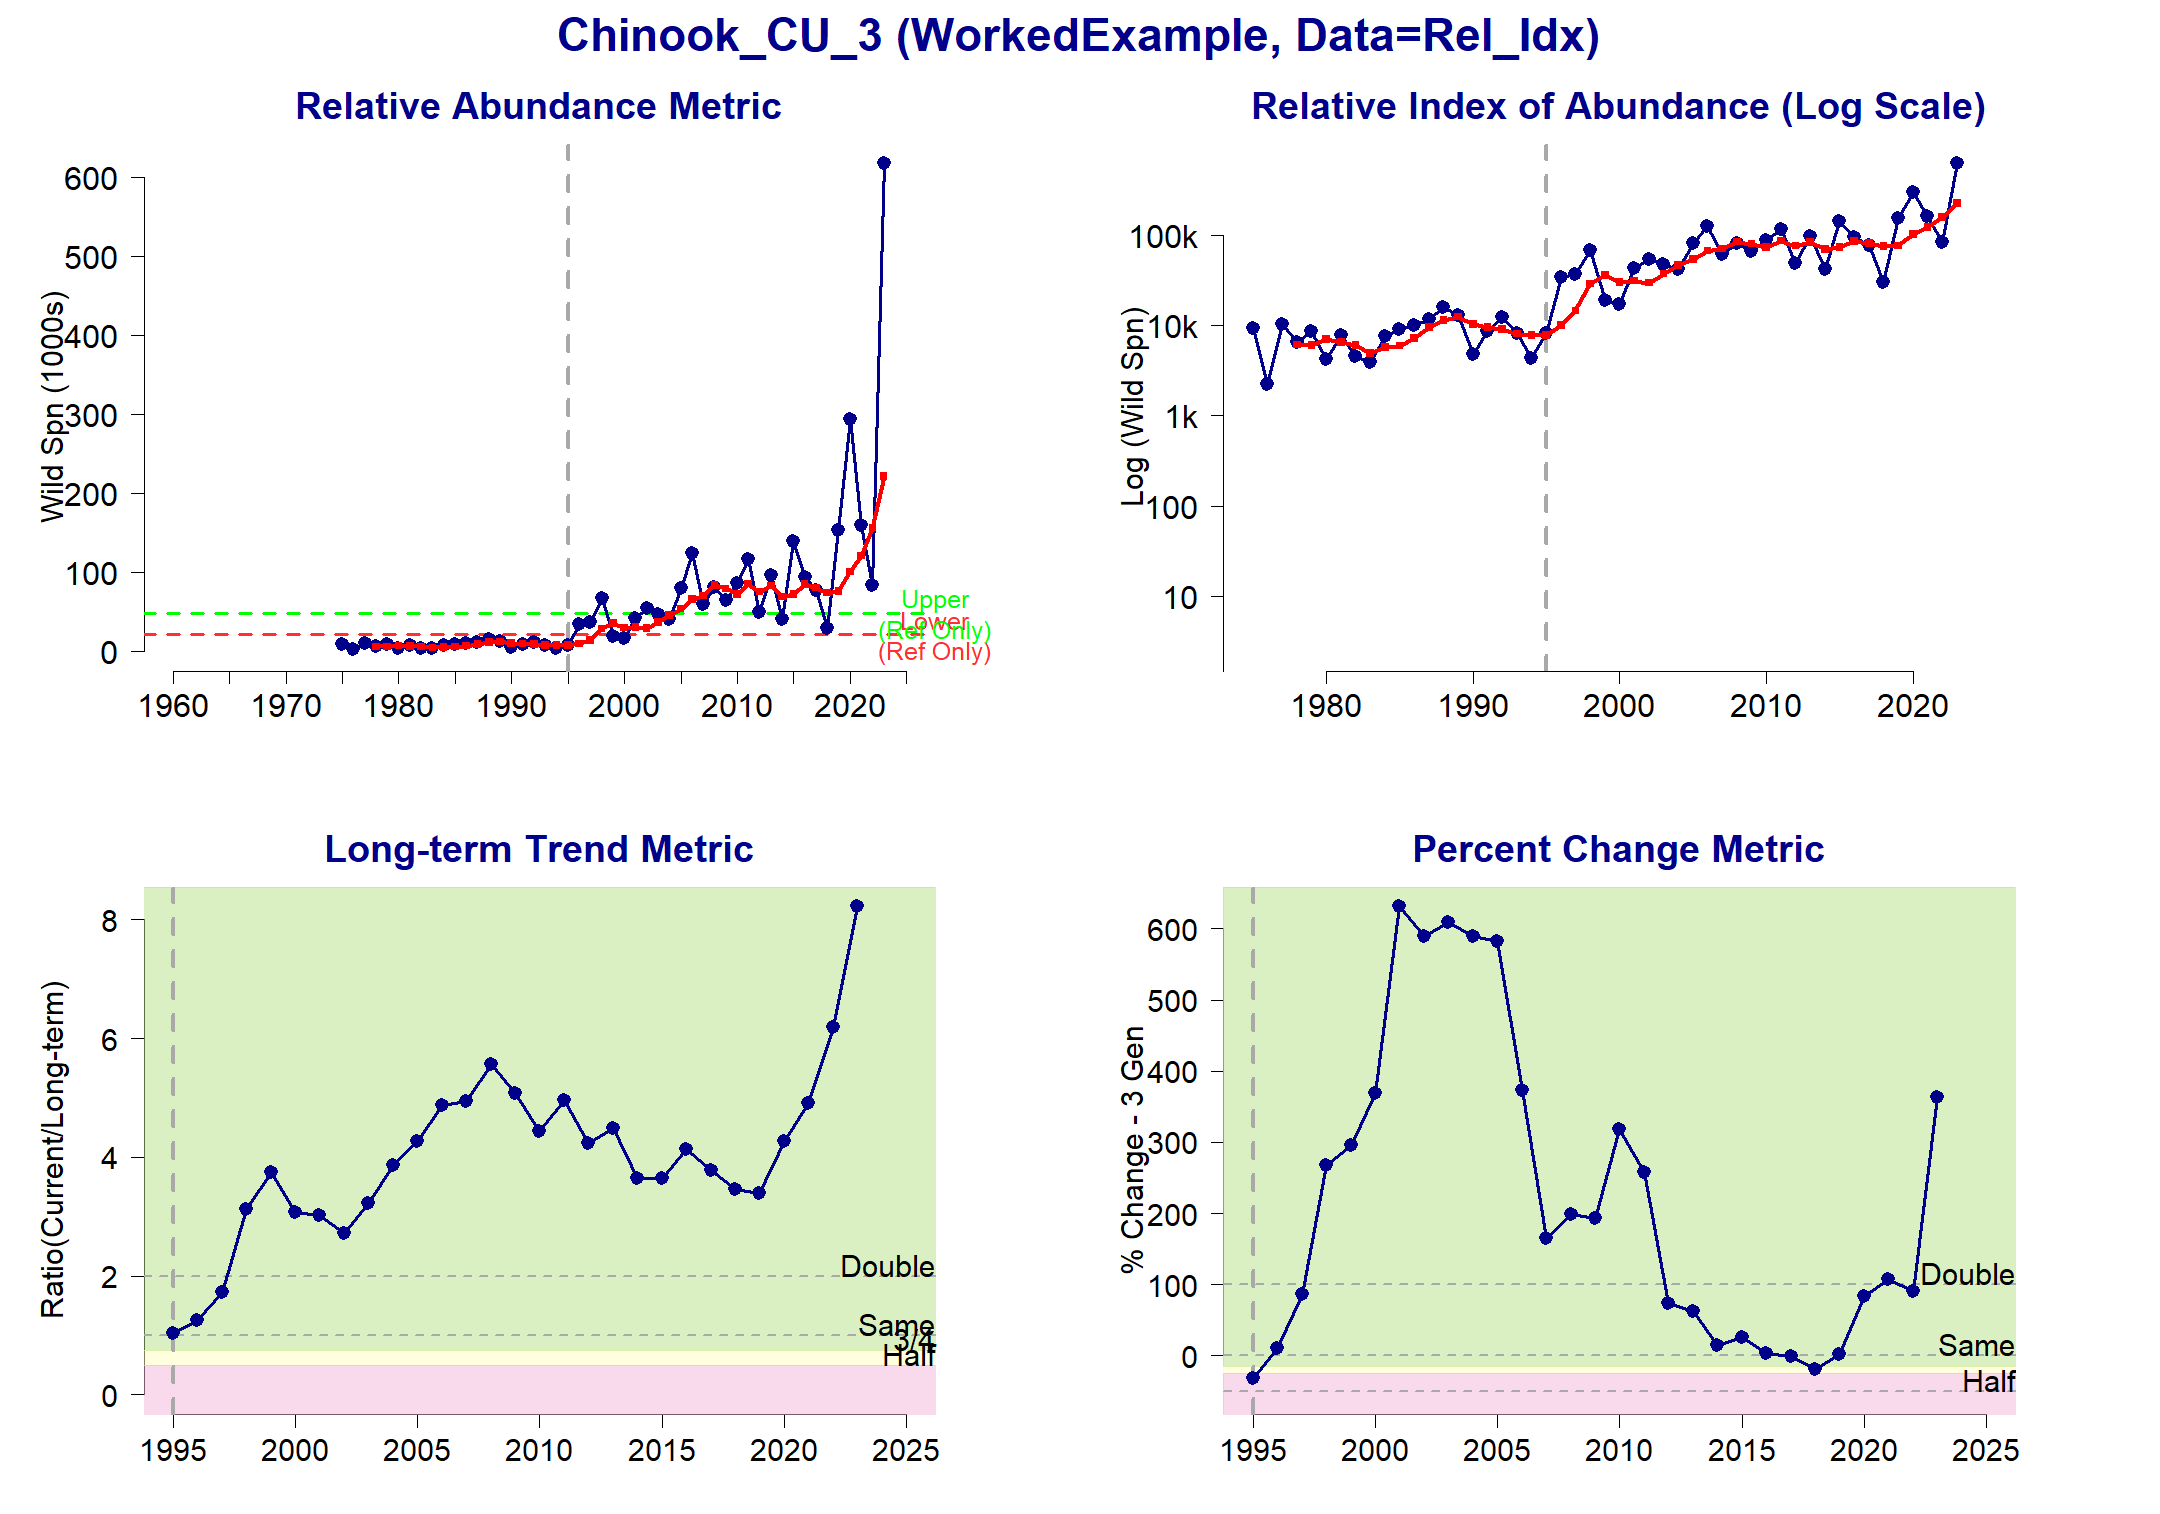 Chinook_CU_3 (WorkedExample, Data=Rel_Idx)
Relative Abundance Metric
Wild Spn (1000s)
600
500
400
300
200
100
0
Upper
(Ref Only)
Lower
(Ref Only)
1960 1970 1980 1990 2000 2010 2020
Relative Index of Abundance (Log Scale)
Log (Wild Spn)
100k
10k
1k
100
10
1980 1990 2000 2010 2020
Long-term Trend Metric
Ratio(Current/Long-term)
8
6
4
2
0
Double
Same
3/4
Half
1995 2000 2005 2010 2015 2020 2025
Percent Change Metric
% Change - 3 Gen
600
500
400
300
200
100
0
Double
Same
Half
1995 2000 2005 2010 2015 2020 2025